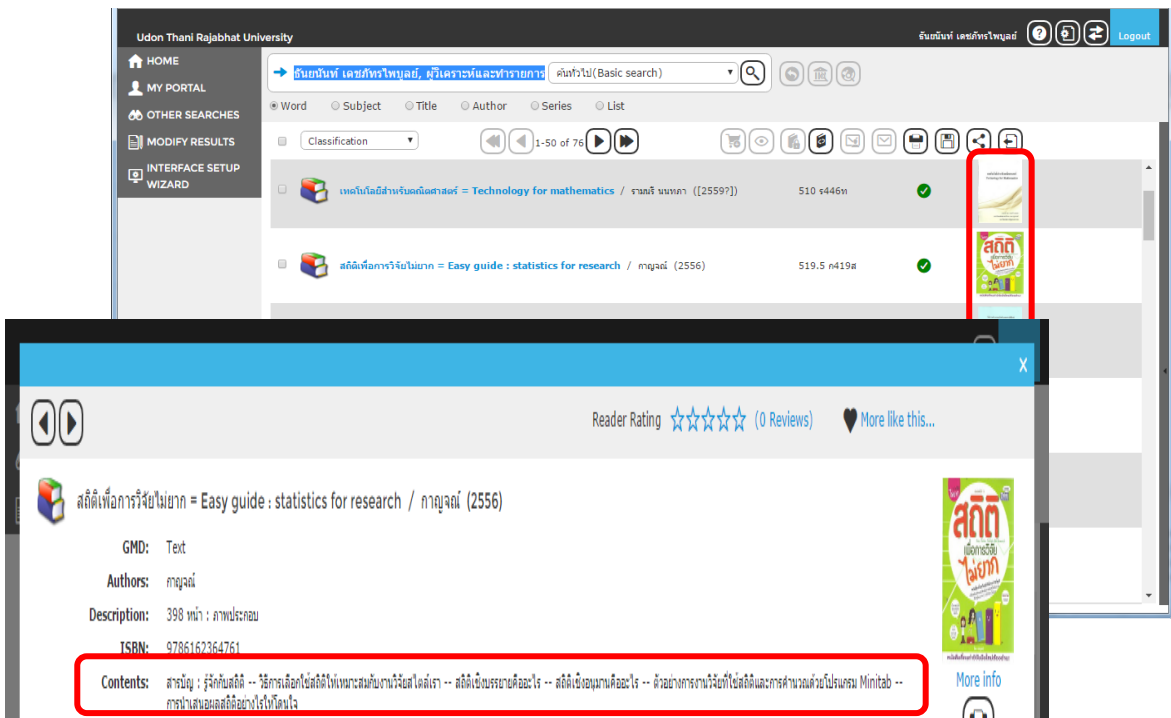 Udon Thani Rajabhat University
ธันยนันท์ เดชภัทรไพบูลย์
Logout
HOME
MY PORTAL
OTHER SEARCHES
MODIFY RESULTS
INTERFACE SETUP WIZARD
ธันยนันท์ เดชภัทรไพบูลย์, ผู้วิเคราะห์และทำรายการ ค้นทั่วไป(Basic search)
Word Subject Title Author Series List
Classification 1-50 of 76
เทคโนโลยีสำหรับคณิตศาสตร์ = Technology for mathematics / รามนรี นนทภา ([2559?]) 510 ร446ท
สถิติเพื่อการวิจัยไม่ยาก = Easy guide : statistics for research / กาญจณ์ (2556) 519.5 ก419ส
สถิติ
ไม่ยาก
X
Reader Rating (0 Reviews) More like this...
สถิติเพื่อการวิจัยไม่ยาก = Easy guide : statistics for research / กาญจณ์ (2556)
GMD: Text
Authors: กาญจณ์
Description: 398 หน้า : ภาพประกอบ
ISBN: 9786162364761
Contents: สารบัญ : รู้จักกับสถิติ -- วิธีการเลือกใช้สถิติให้เหมาะสมกับงานวิจัยสไตล์เรา -- สถิติเชิงบรรยายคืออะไร -- สถิติเชิงอนุมานคืออะไร -- ตัวอย่างการงานวิจัยที่ใช้สถิติและการคำนวณด้วยโปรแกรม Minitab --
การนำเสนอผลสถิติอย่างไรให้โดนใจ
สถิติ
เพื่อการวิจัย
ไม่ยาก
More info